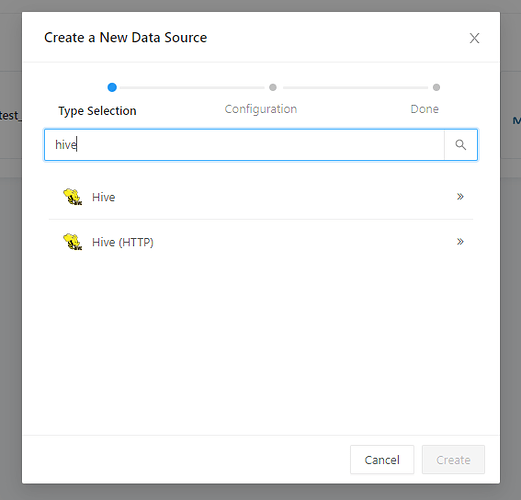 Create a New Data Source
test_
Type Selection
Configuration
Done
hive
Hive
Hive (HTTP)
Cancel
Create